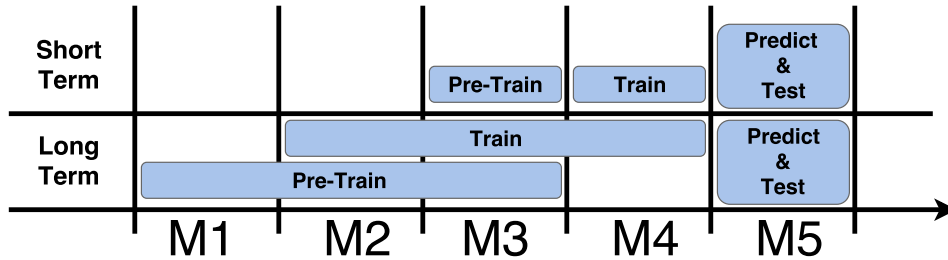 Short
Term
Pre-Train
Train
Predict
&
Test
Long
Term
Train
Pre-Train
Predict
&
Test
M1
M2
M3
M4
M5